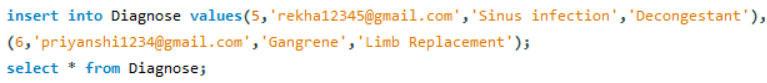 insert into Diagnose values(5,'rekha12345@gmail.com','Sinus infection','Decongestant'),
(6,'priyanshi1234@gmail.com','Gangrene','Limb Replacement');
select * from Diagnose;